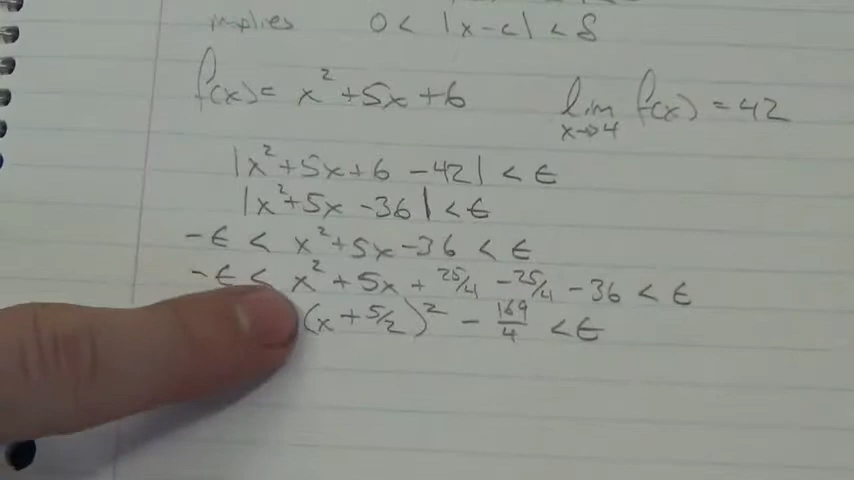 implies 0 < |x-c| < δ
f(x) = x² + 5x + 6 lim x→4 f(x) = 42
|x² + 5x + 6 - 42| < ε
|x² + 5x - 36| < ε
-ε < x² + 5x - 36 < ε
-ε < x² + 5x + 25/4 - 25/4 - 36 < ε
(x + 5/2)² - 169/4 < ε